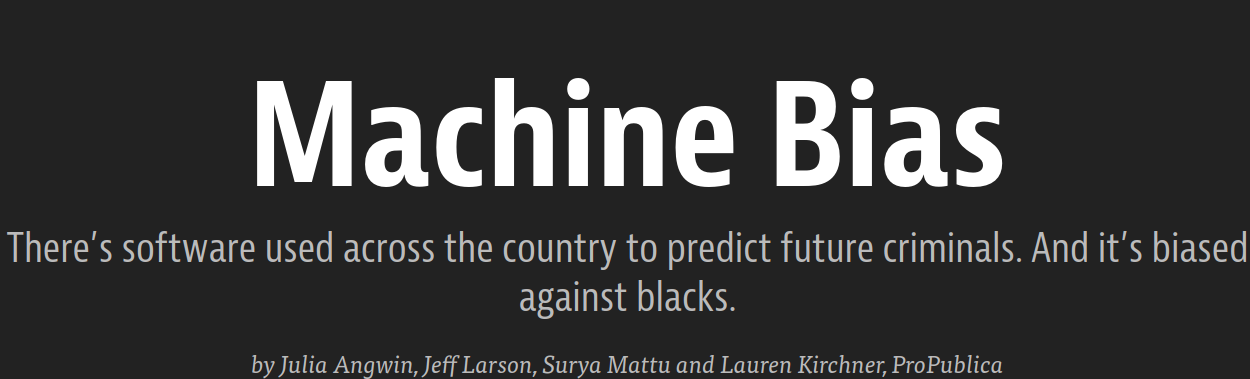 Machine Bias
There’s software used across the country to predict future criminals. And it’s biased
against blacks.
by Julia Angwin, Jeff Larson, Surya Mattu and Lauren Kirchner, ProPublica